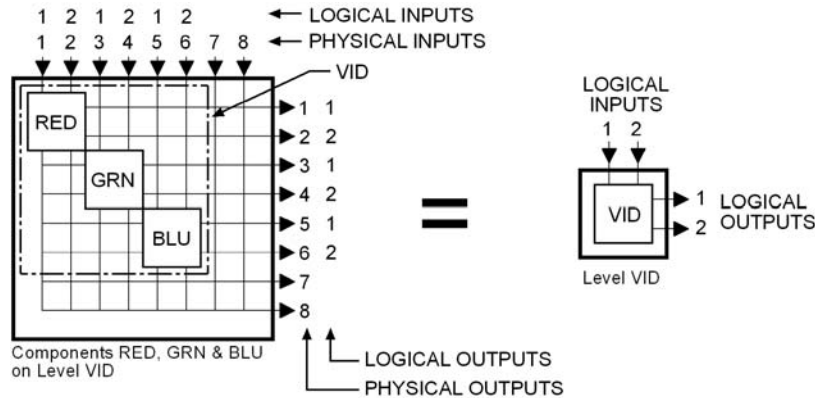 1 2 1 2 1 2 LOGICAL INPUTS
1 2 3 4 5 6 7 8 PHYSICAL INPUTS
VID
RED
GRN
BLU
1 1
2 2
3 1
4 2
5 1
6 2
7
8
LOGICAL OUTPUTS
PHYSICAL OUTPUTS
Components RED, GRN & BLU
on Level VID
=
LOGICAL
INPUTS
1 2
VID
1
2
LOGICAL
OUTPUTS
Level VID